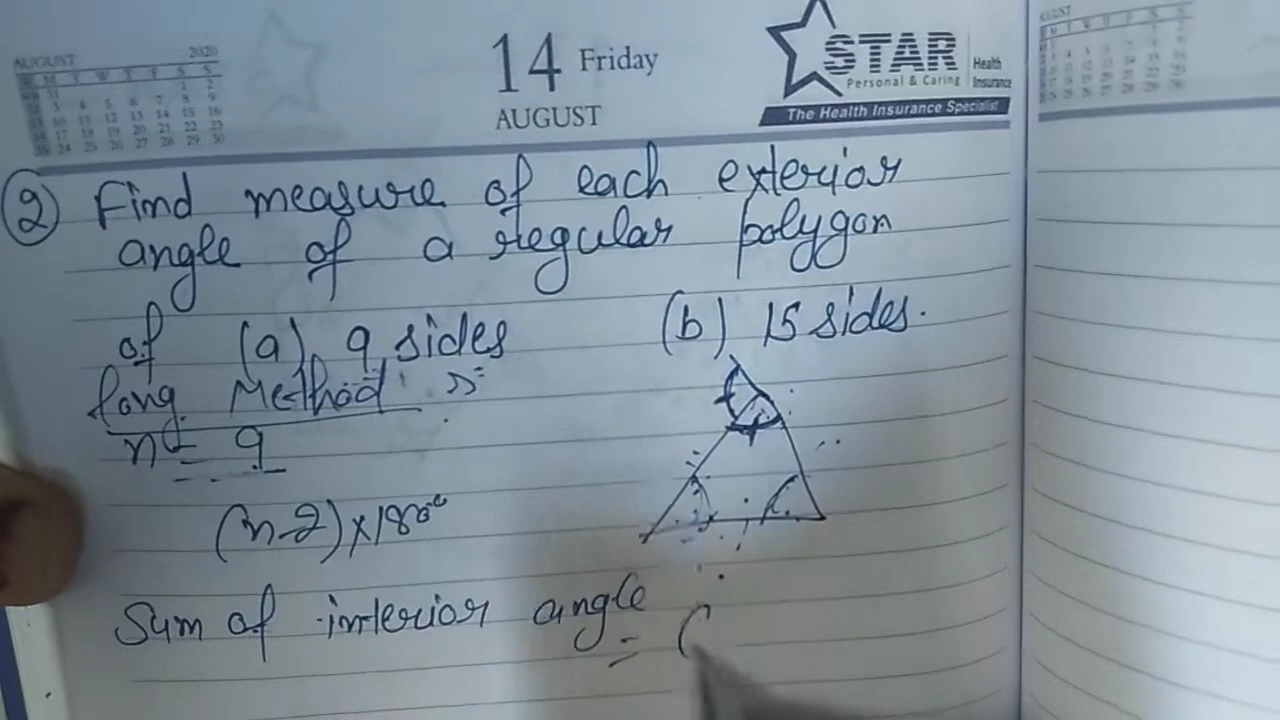 AUGUST 2020
14 Friday
AUGUST
STAR
Health
Insurance
Personal & Caring
The Health Insurance Specialist
② Find measure of each exterior
angle of a regular polygon
of (a) 9 sides (b) 15 sides.
long Method
n = 9
(n-2)×180°
Sum of interior angle
= (